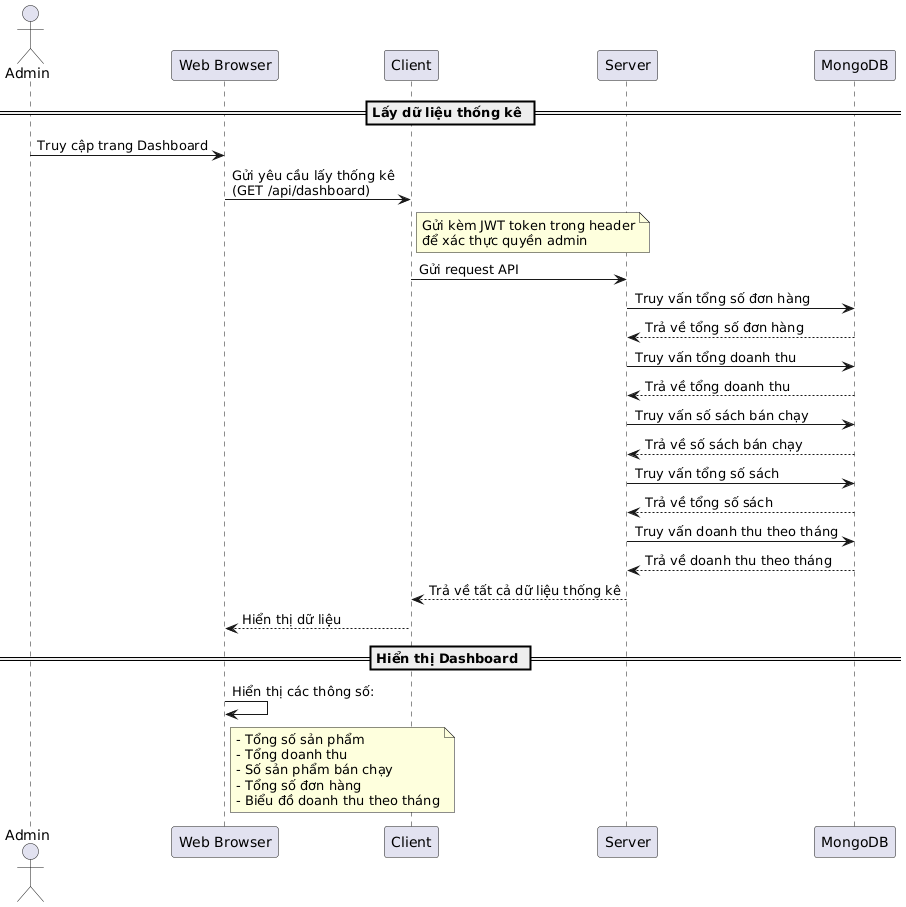 Admin
Web Browser
Client
Server
MongoDB
Lấy dữ liệu thống kê
Truy cập trang Dashboard
Gửi yêu cầu lấy thống kê
(GET /api/dashboard)
Gửi kèm JWT token trong header
để xác thực quyền admin
Gửi request API
Truy vấn tổng số đơn hàng
Trả về tổng số đơn hàng
Truy vấn tổng doanh thu
Trả về tổng doanh thu
Truy vấn số sách bán chạy
Trả về số sách bán chạy
Truy vấn tổng số sách
Trả về tổng số sách
Truy vấn doanh thu theo tháng
Trả về doanh thu theo tháng
Trả về tất cả dữ liệu thống kê
Hiển thị dữ liệu
Hiển thị Dashboard
Hiển thị các thông số:
- Tổng số sản phẩm
- Tổng doanh thu
- Số sản phẩm bán chạy
- Tổng số đơn hàng
- Biểu đồ doanh thu theo tháng
Admin
Web Browser
Client
Server
MongoDB